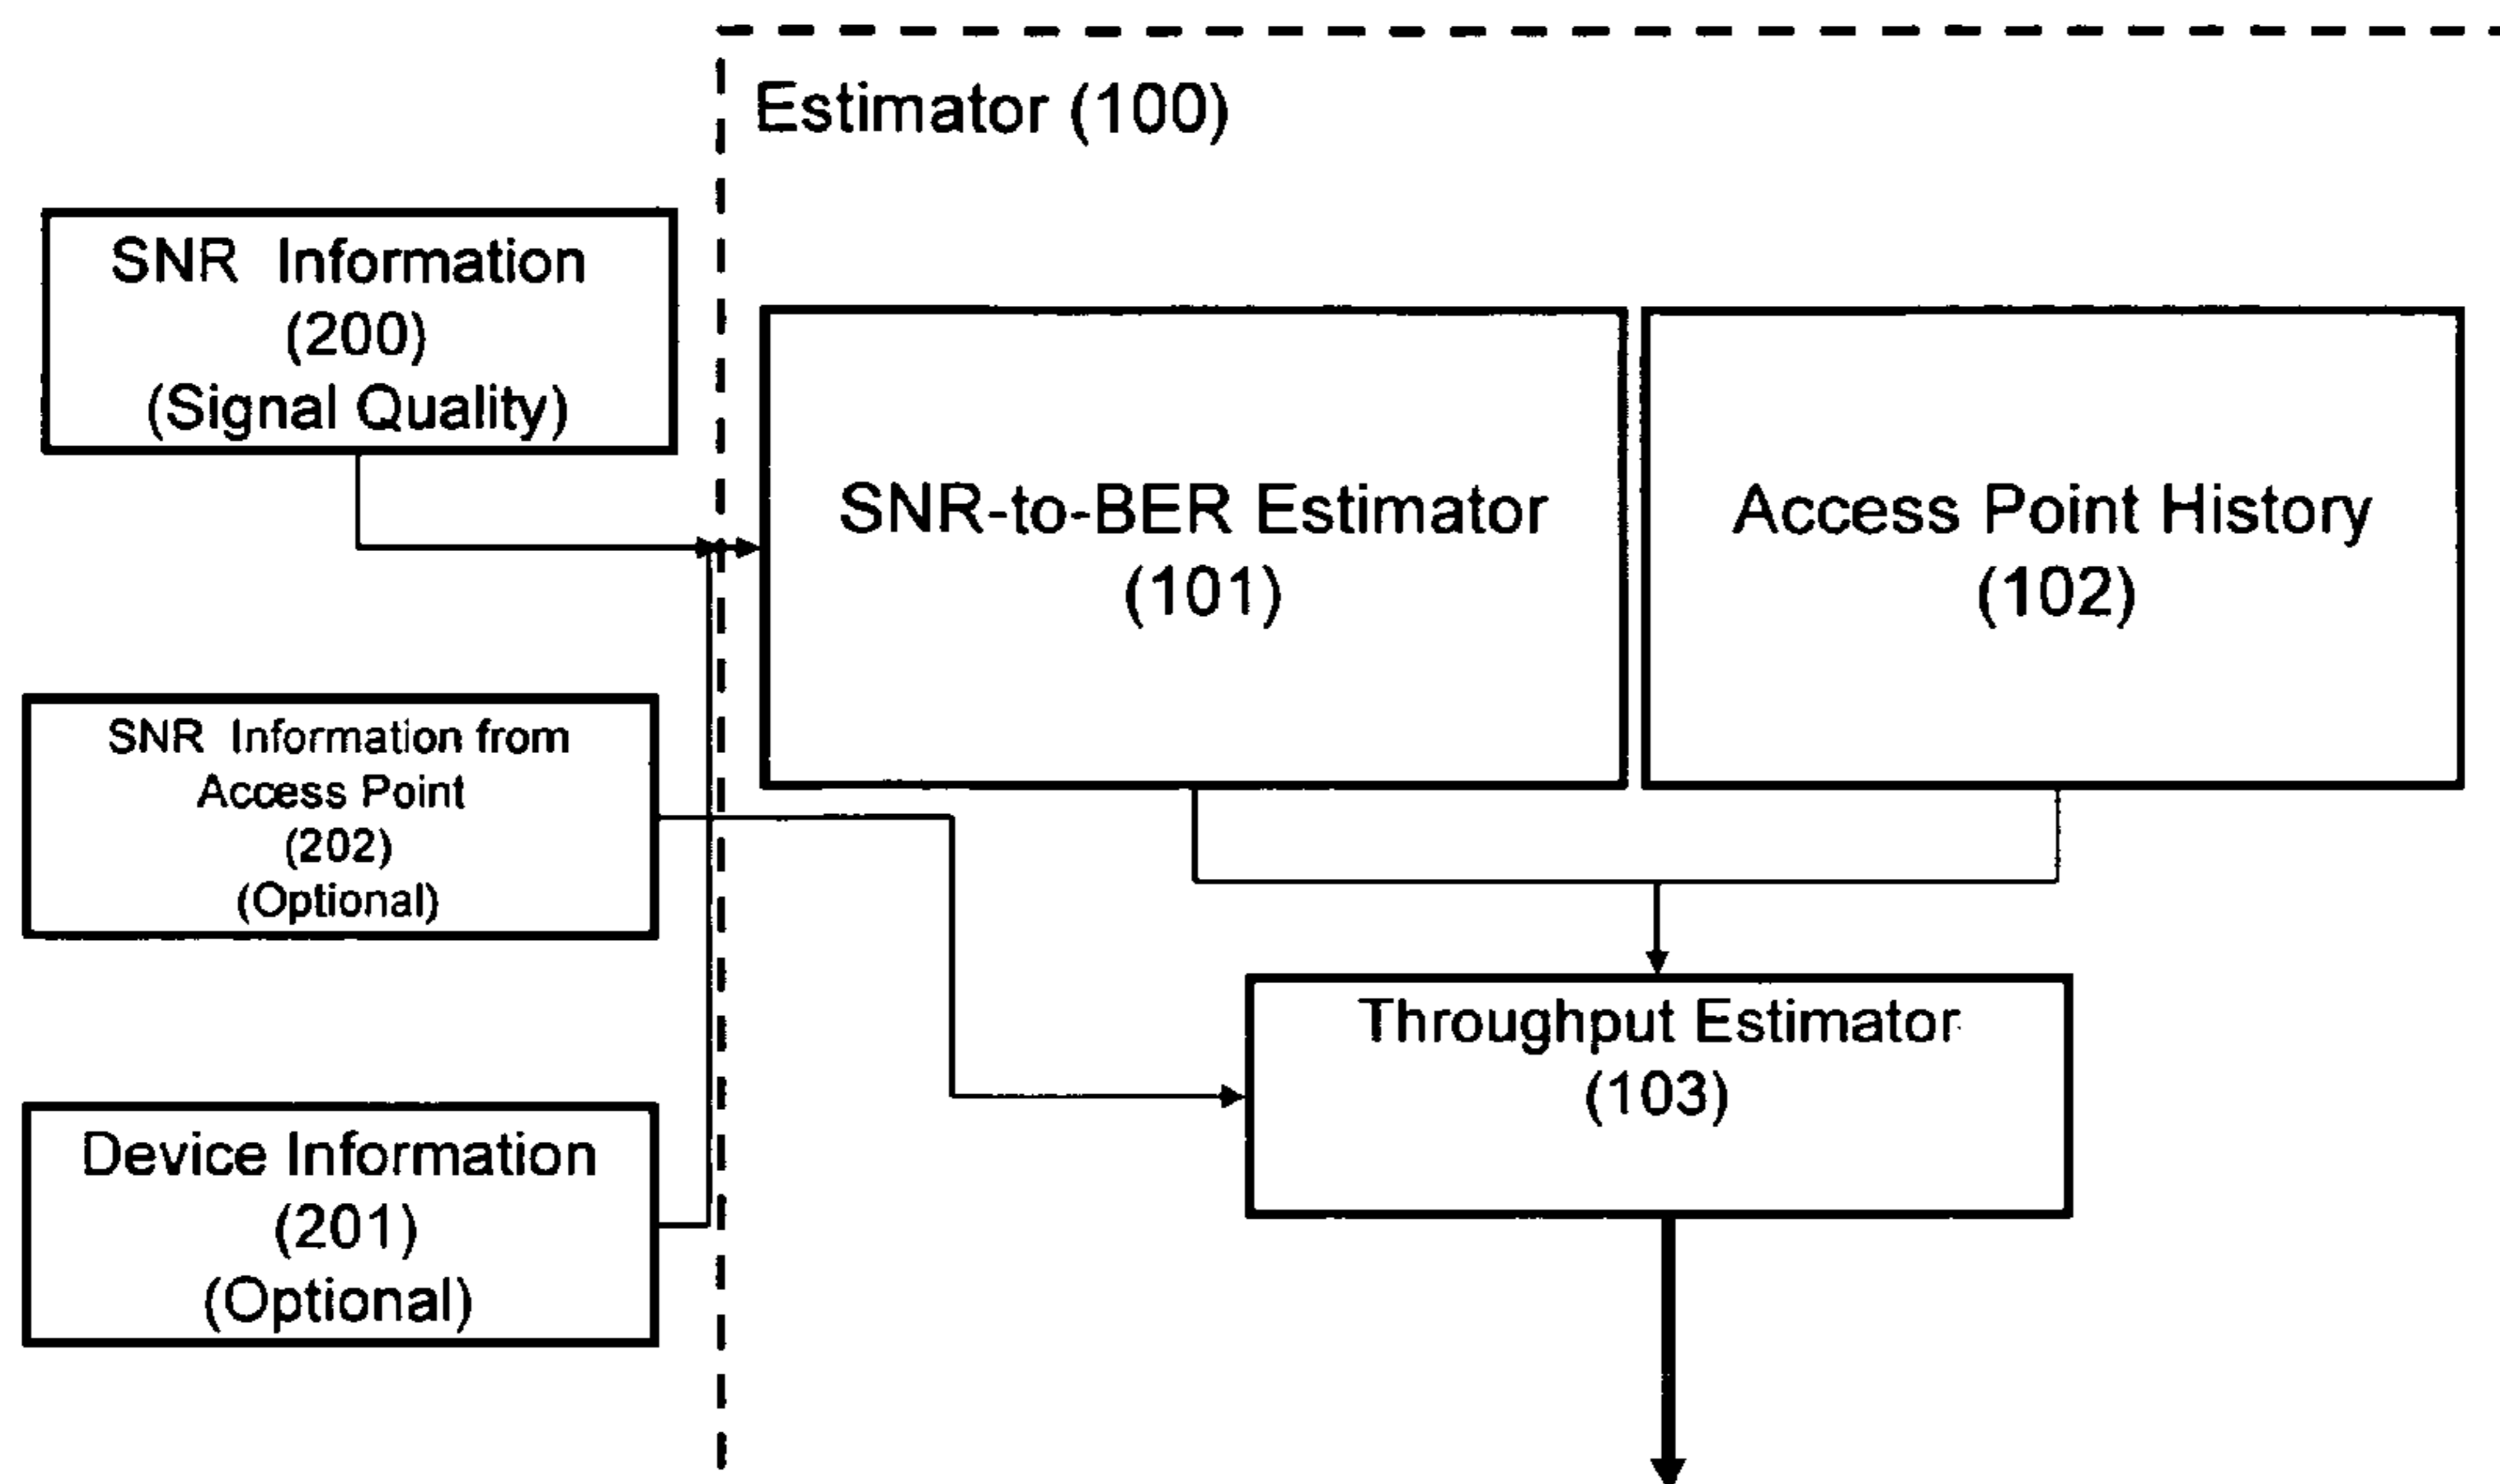 Estimator (100)
SNR Information
(200)
(Signal Quality)
SNR-to-BER Estimator
(101)
Access Point History
(102)
SNR Information from
Access Point
(202)
(Optional)
Throughput Estimator
(103)
Device Information
(201)
(Optional)